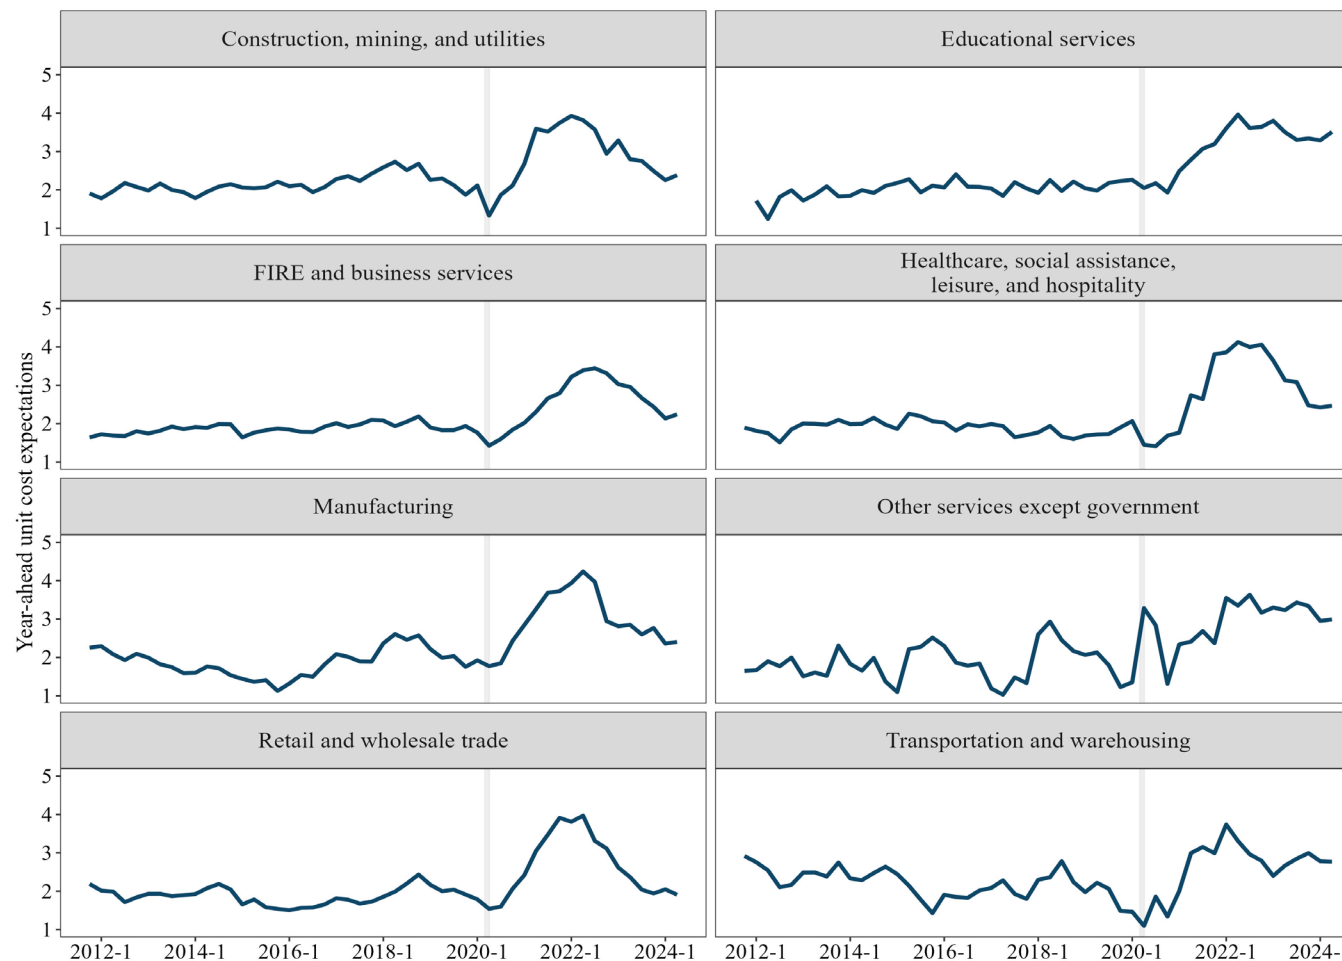 Construction, mining, and utilities
Educational services
5
4
3
2
1
FIRE and business services
Healthcare, social assistance,
leisure, and hospitality
5
4
3
2
1
Year-ahead unit cost expectations
Manufacturing
Other services except government
5
4
3
2
1
Retail and wholesale trade
Transportation and warehousing
5
4
3
2
1
2012-1 2014-1 2016-1 2018-1 2020-1 2022-1 2024-1
2012-1 2014-1 2016-1 2018-1 2020-1 2022-1 2024-